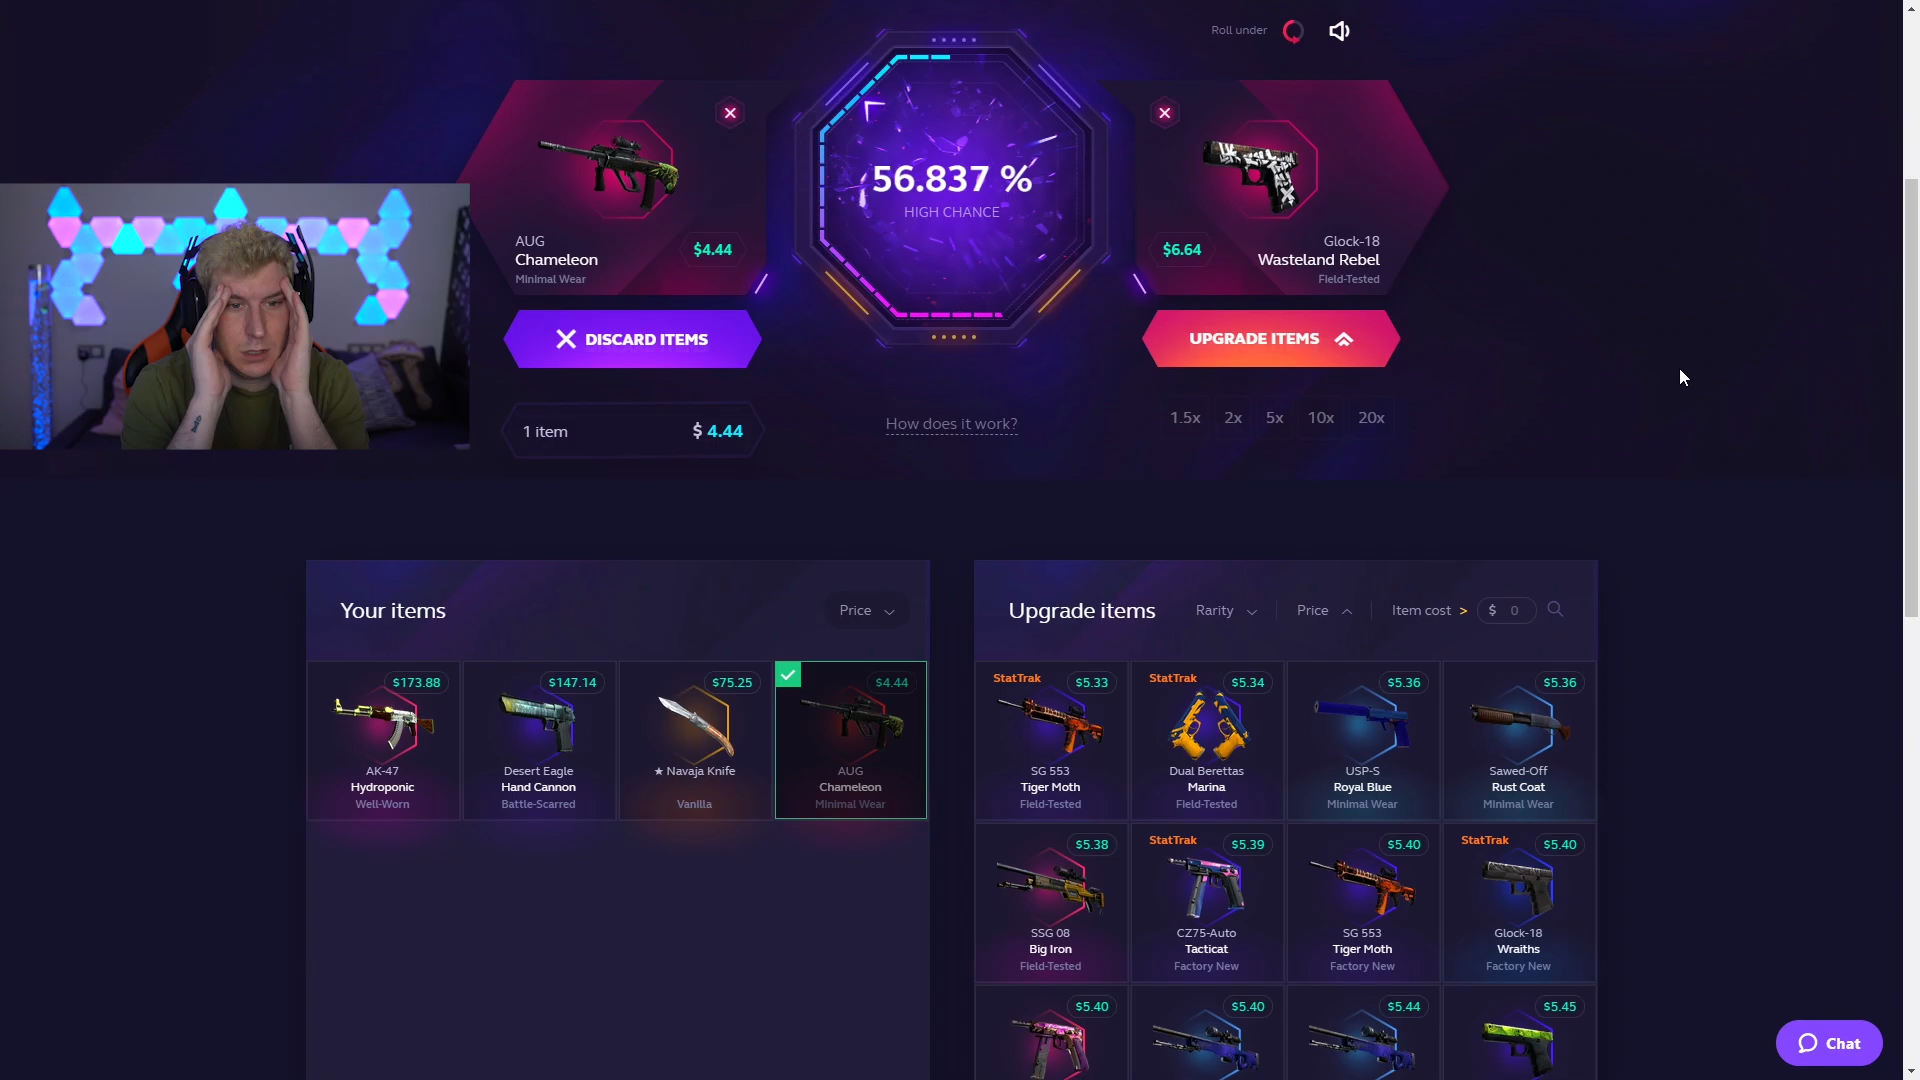 Roll under
56.837 %
HIGH CHANCE
AUG
Chameleon
Minimal Wear
$4.44
$6.64
Glock-18
Wasteland Rebel
Field-Tested
DISCARD ITEMS
UPGRADE ITEMS
1 item
$ 4.44
How does it work?
1.5x 2x 5x 10x 20x
Your items
Price
$173.88
AK-47
Hydroponic
Well-Worn
$147.14
Desert Eagle
Hand Cannon
Battle-Scarred
$75.25
★ Navaja Knife
Vanilla
$4.44
AUG
Chameleon
Minimal Wear
Upgrade items
Rarity
Price
Item cost >
$ 0
StatTrak
$5.33
SG 553
Tiger Moth
Field-Tested
StatTrak
$5.34
Dual Berettas
Marina
Field-Tested
$5.36
USP-S
Royal Blue
Minimal Wear
$5.36
Sawed-Off
Rust Coat
Minimal Wear
$5.38
SSG 08
Big Iron
Field-Tested
StatTrak
$5.39
CZ75-Auto
Tacticat
Factory New
$5.40
SG 553
Tiger Moth
Factory New
StatTrak
$5.40
Glock-18
Wraiths
Factory New
$5.40
$5.40
$5.44
$5.45
Chat